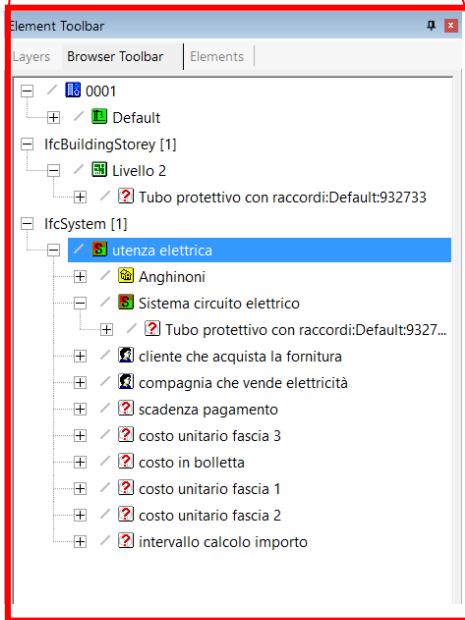 Element Toolbar
Layers Browser Toolbar Elements
0001
Default
IfcBuildingStorey [1]
Livello 2
Tubo protettivo con raccordi:Default:932733
IfcSystem [1]
S utenza elettrica
Anghinoni
S Sistema circuito elettrico
? Tubo protettivo con raccordi:Default:9327...
cliente che acquista la fornitura
compagnia che vende elettricità
? scadenza pagamento
? costo unitario fascia 3
? costo in bolletta
? costo unitario fascia 1
? costo unitario fascia 2
? intervallo calcolo importo